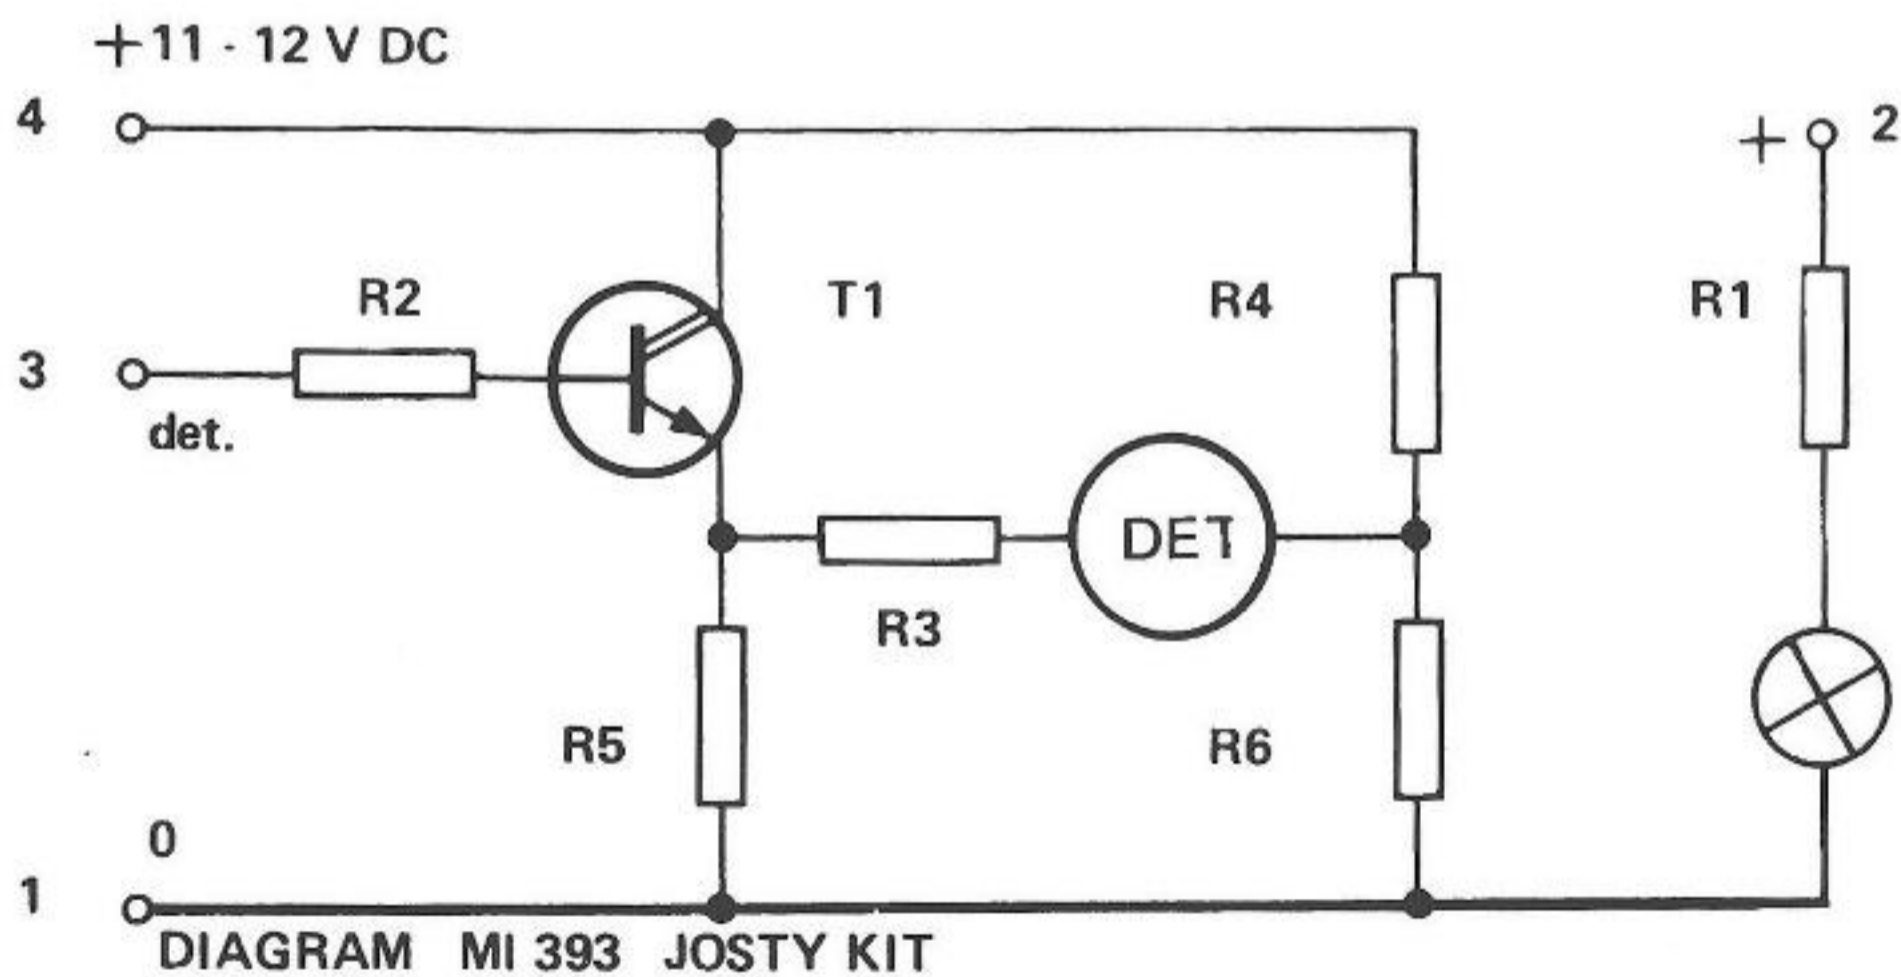 +11 - 12 V DC
4
+ 2
R2
T1
R4
R1
3
det.
DET
R3
R5
R6
0
1
DIAGRAM MI 393 JOSTY KIT